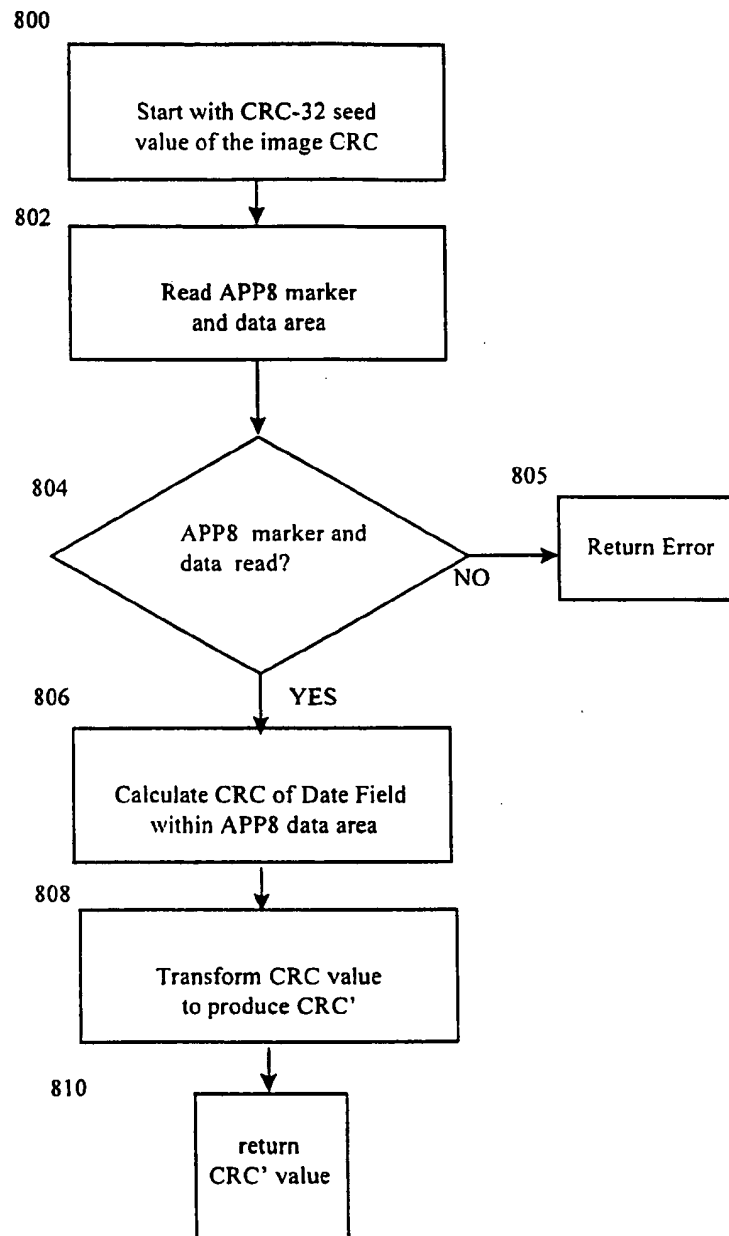 800
Start with CRC-32 seed
value of the image CRC
802
Read APP8 marker
and data area
804
APP8 marker and
data read?
NO
805
Return Error
YES
806
Calculate CRC of Date Field
within APP8 data area
808
Transform CRC value
to produce CRC'
810
return
CRC' value